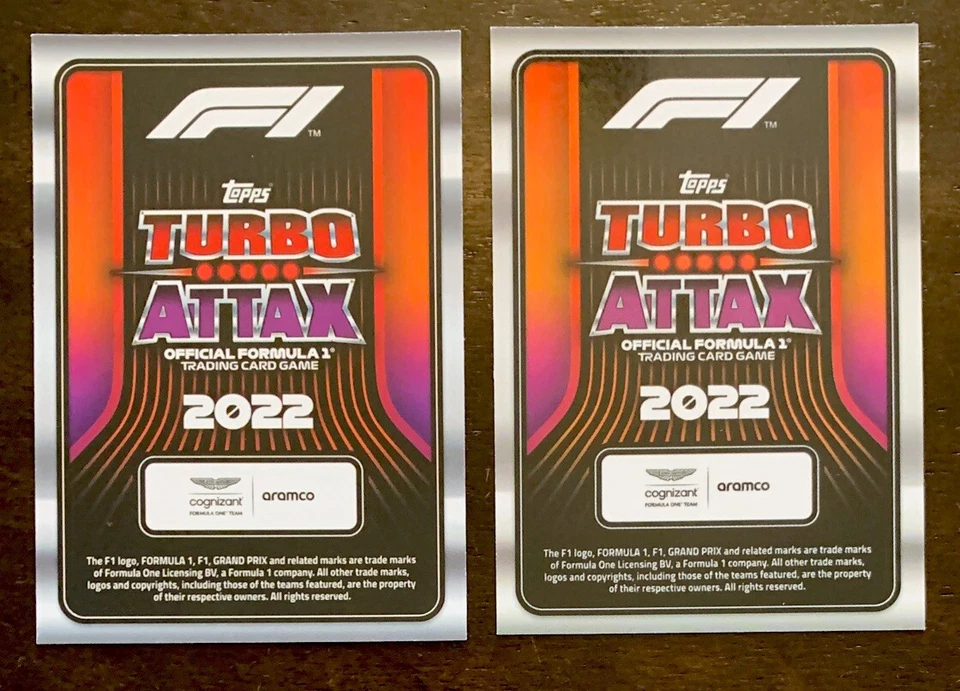 F1™
Topps
TURBO
ATTAX
OFFICIAL FORMULA 1®
TRADING CARD GAME
2022
cognizant
FORMULA ONE™ TEAM
aramco
The F1 logo, FORMULA 1, F1, GRAND PRIX and related marks are trade marks
of Formula One Licensing BV, a Formula 1 company. All other trade marks,
logos and copyrights, including those of the teams featured, are the property
of their respective owners. All rights reserved.
F1™
Topps
TURBO
ATTAX
OFFICIAL FORMULA 1®
TRADING CARD GAME
2022
cognizant
FORMULA ONE™ TEAM
aramco
The F1 logo, FORMULA 1, F1, GRAND PRIX and related marks are trade marks
of Formula One Licensing BV, a Formula 1 company. All other trade marks,
logos and copyrights, including those of the teams featured, are the property
of their respective owners. All rights reserved.